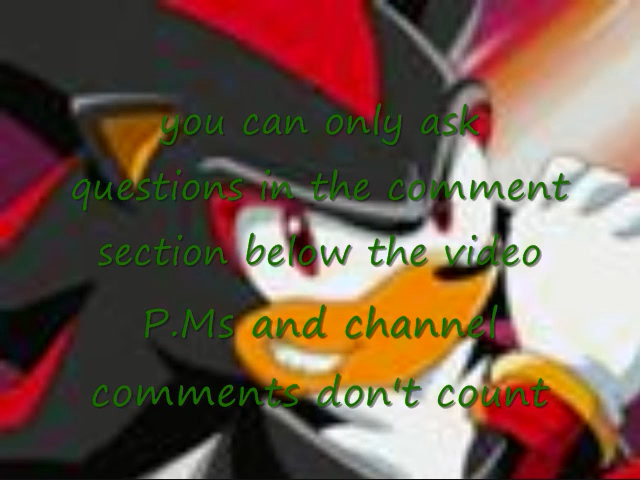 you can only ask
questions in the comment
section below the video
P.Ms and channel
comments don't count